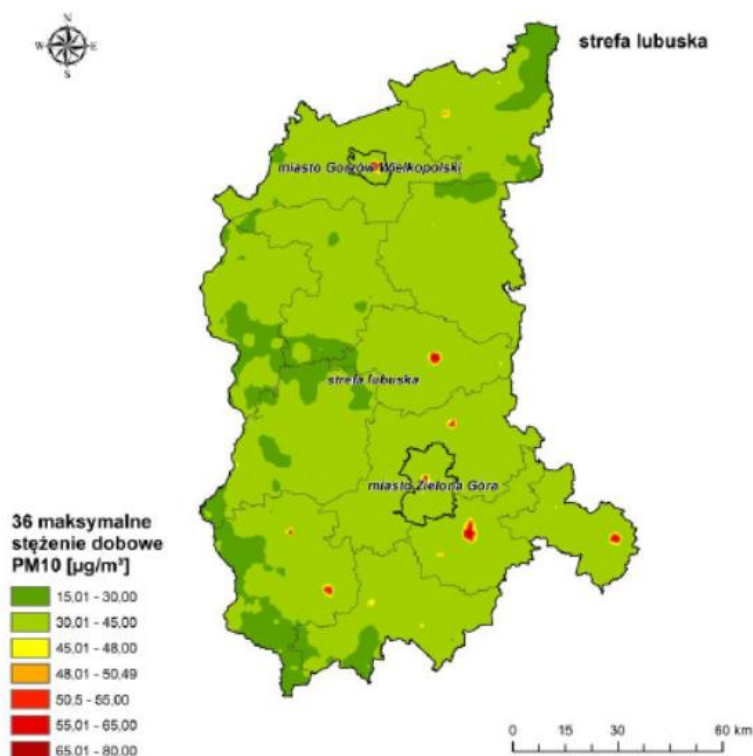 N
W E
S
strefa lubuska
miasto Gorzów Wielkopolski
strefa lubuska
miasto Zielona Góra
36 maksymalne
stężenie dobowe
PM10 [µg/m³]
15,01 - 30,00
30,01 - 45,00
45,01 - 48,00
48,01 - 50,49
50,5 - 55,00
55,01 - 65,00
65,01 - 80,00
0 15 30 60 km